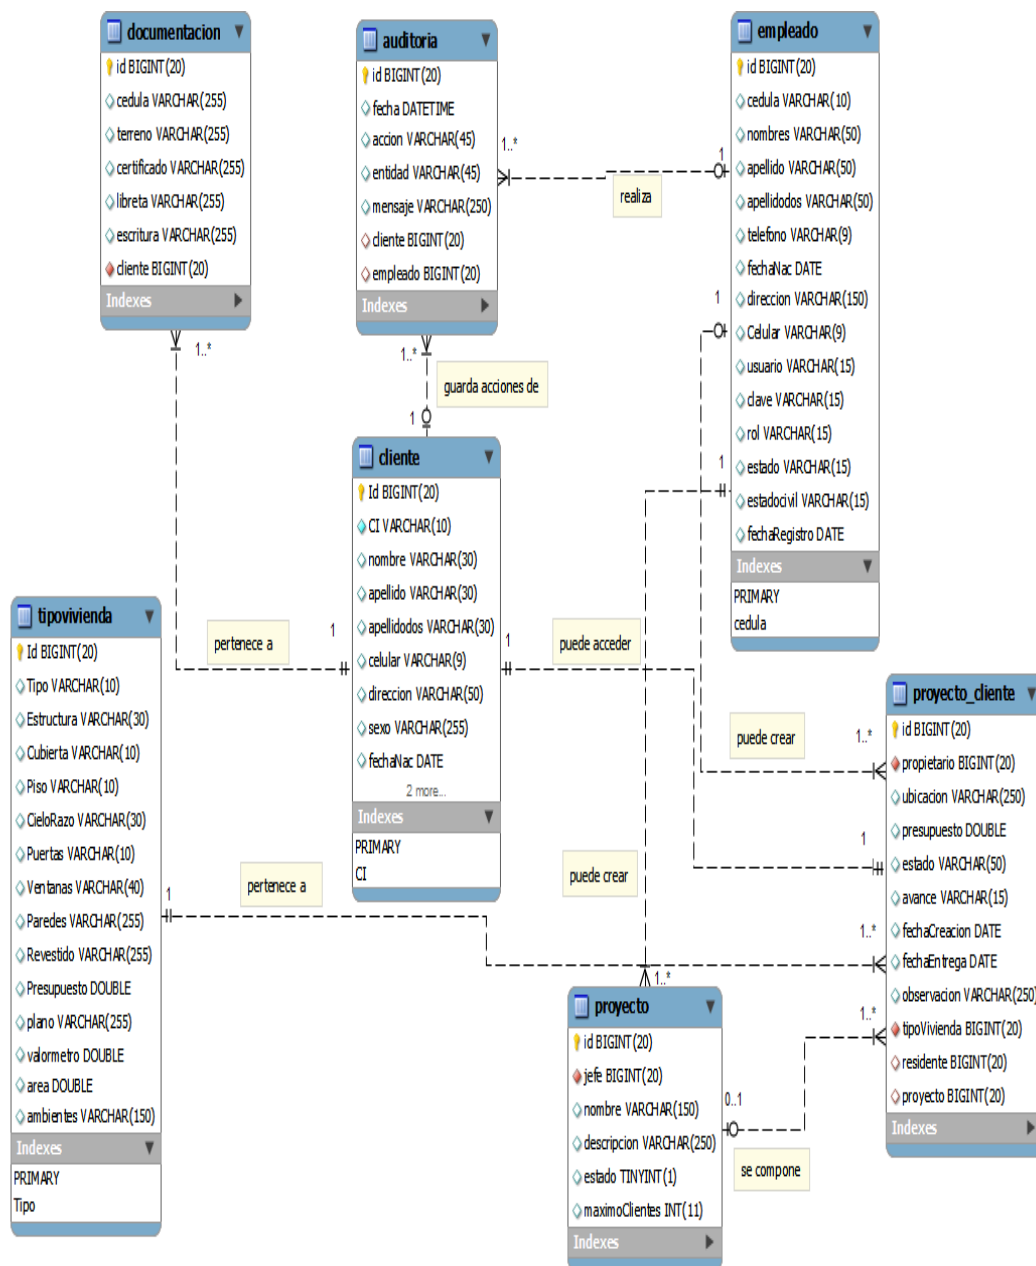 documentacion
id BIGINT(20)
cedula VARCHAR(255)
terreno VARCHAR(255)
certificado VARCHAR(255)
libreta VARCHAR(255)
escritura VARCHAR(255)
cliente BIGINT(20)
Indexes
1..*
auditoria
id BIGINT(20)
fecha DATETIME
accion VARCHAR(45)
entidad VARCHAR(45)
mensaje VARCHAR(250)
cliente BIGINT(20)
empleado BIGINT(20)
Indexes
1..*
1..*
realiza
1
guarda acciones de
1
empleado
id BIGINT(20)
cedula VARCHAR(10)
nombres VARCHAR(50)
apellido VARCHAR(50)
apellidodos VARCHAR(50)
telefono VARCHAR(9)
fechaNac DATE
direccion VARCHAR(150)
Celular VARCHAR(9)
usuario VARCHAR(15)
clave VARCHAR(15)
rol VARCHAR(15)
estado VARCHAR(15)
estadocivil VARCHAR(15)
fechaRegistro DATE
Indexes
PRIMARY
cedula
1
1
cliente
Id BIGINT(20)
CI VARCHAR(10)
nombre VARCHAR(30)
apellido VARCHAR(30)
apellidodos VARCHAR(30)
celular VARCHAR(9)
direccion VARCHAR(50)
sexo VARCHAR(255)
fechaNac DATE
2 more...
Indexes
PRIMARY
CI
pertenece a
1
1
puede acceder
tipovivienda
Id BIGINT(20)
Tipo VARCHAR(10)
Estructura VARCHAR(30)
Cubierta VARCHAR(10)
Piso VARCHAR(10)
CieloRazo VARCHAR(30)
Puertas VARCHAR(10)
Ventanas VARCHAR(40)
Paredes VARCHAR(255)
Revestido VARCHAR(255)
Presupuesto DOUBLE
plano VARCHAR(255)
valormetro DOUBLE
area DOUBLE
ambientes VARCHAR(150)
Indexes
PRIMARY
Tipo
1
pertenece a
puede crear
puede crear
1..*
1
1..*
1..*
proyecto_cliente
id BIGINT(20)
propietario BIGINT(20)
ubicacion VARCHAR(250)
presupuesto DOUBLE
estado VARCHAR(50)
avance VARCHAR(15)
fechaCreacion DATE
fechaEntrega DATE
observacion VARCHAR(250)
tipoVivienda BIGINT(20)
residente BIGINT(20)
proyecto BIGINT(20)
Indexes
1..*
proyecto
id BIGINT(20)
jefe BIGINT(20)
nombre VARCHAR(150)
descripcion VARCHAR(250)
estado TINYINT(1)
maximoClientes INT(11)
Indexes
0..1
se compone